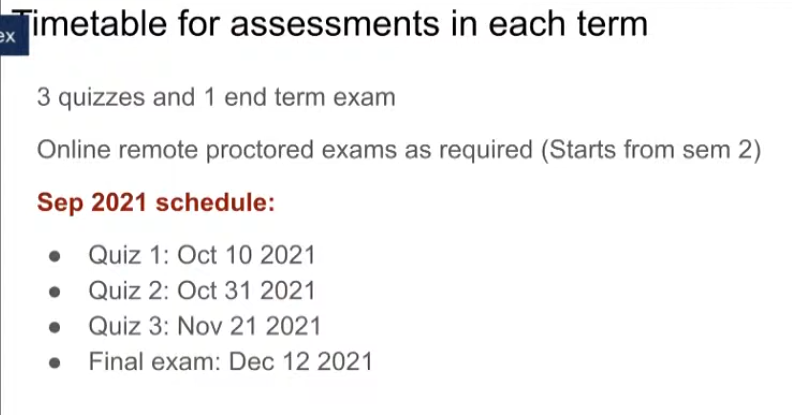 Timetable for assessments in each term
ex
3 quizzes and 1 end term exam
Online remote proctored exams as required (Starts from sem 2)
Sep 2021 schedule:
● Quiz 1: Oct 10 2021
● Quiz 2: Oct 31 2021
● Quiz 3: Nov 21 2021
● Final exam: Dec 12 2021